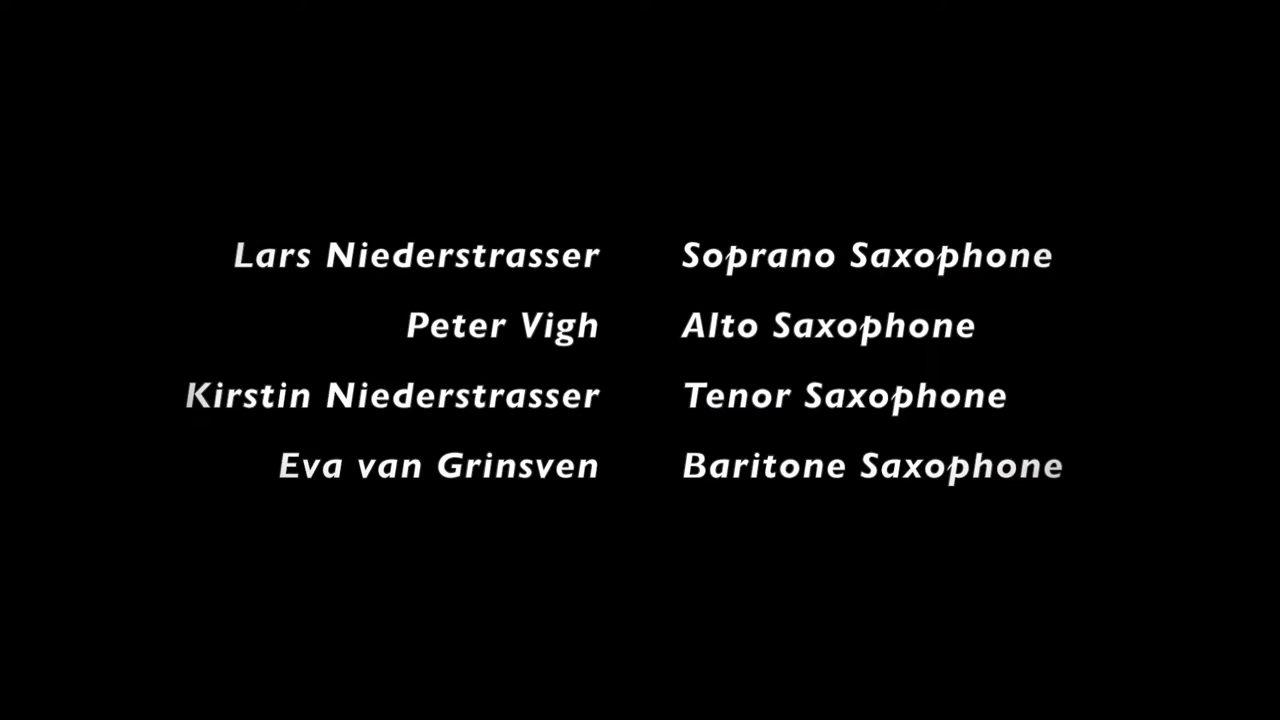 Lars Niederstrasser Soprano Saxophone
Peter Vigh Alto Saxophone
Kirstin Niederstrasser Tenor Saxophone
Eva van Grinsven Baritone Saxophone